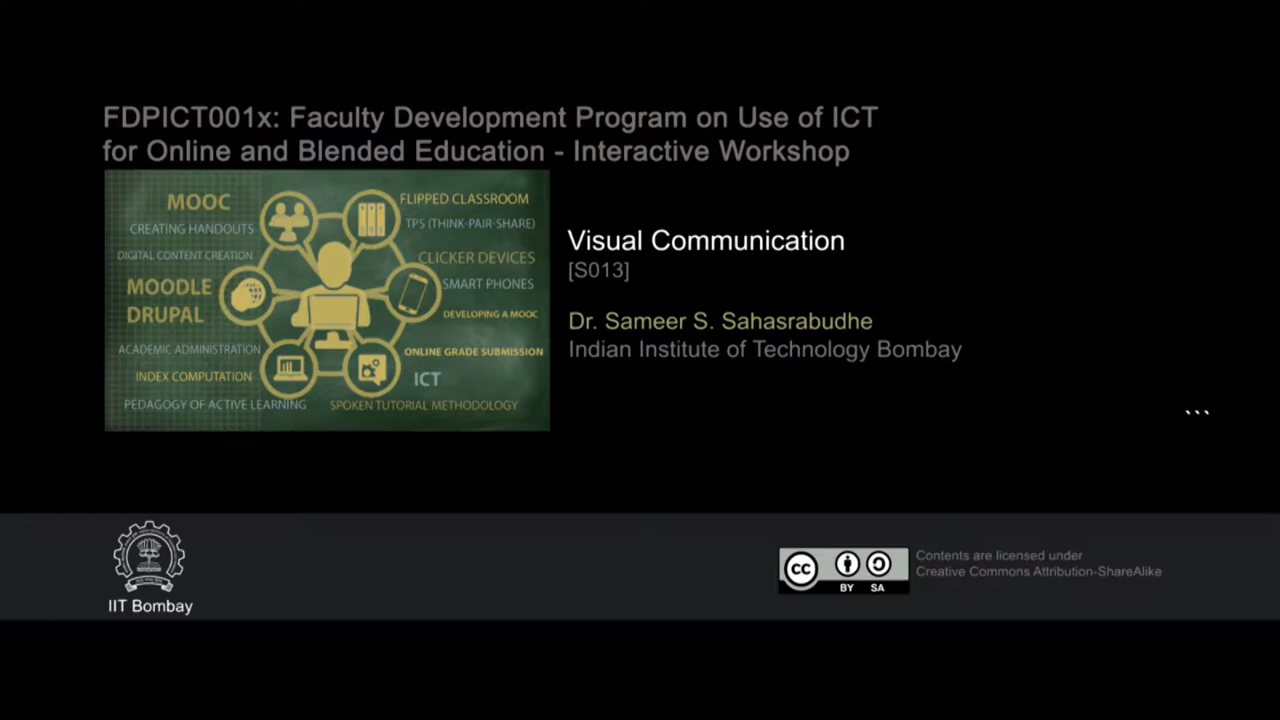 FDPICT001x: Faculty Development Program on Use of ICT
for Online and Blended Education - Interactive Workshop
MOOC
CREATING HANDOUTS
DIGITAL CONTENT CREATION
MOODLE
DRUPAL
ACADEMIC ADMINISTRATION
INDEX COMPUTATION
PEDAGOGY OF ACTIVE LEARNING
FLIPPED CLASSROOM
TPS (THINK-PAIR-SHARE)
CLICKER DEVICES
SMART PHONES
DEVELOPING A MOOC
ONLINE GRADE SUBMISSION
ICT
SPOKEN TUTORIAL METHODOLOGY
Visual Communication
[S013]
Dr. Sameer S. Sahasrabudhe
Indian Institute of Technology Bombay
```
IIT Bombay
cc
BY SA
Contents are licensed under
Creative Commons Attribution-ShareAlike